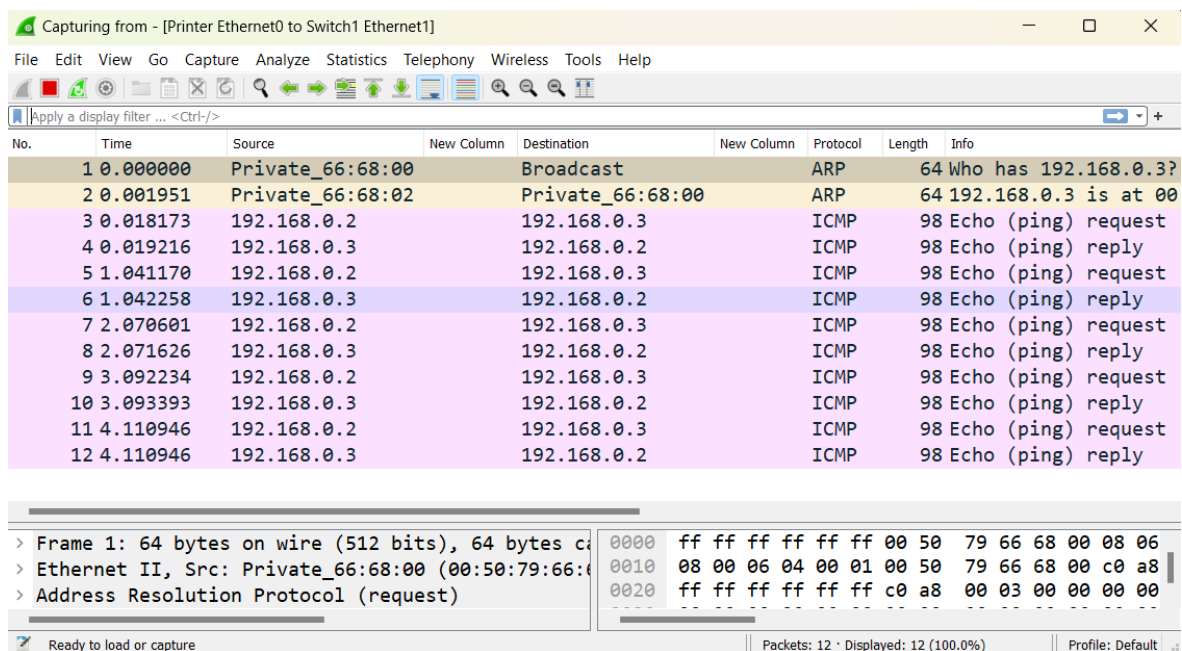 Capturing from - [Printer Ethernet0 to Switch1 Ethernet1]
File Edit View Go Capture Analyze Statistics Telephony Wireless Tools Help
Apply a display filter ... <Ctrl-/>
No. Time Source New Column Destination New Column Protocol Length Info
1 0.000000 Private_66:68:00 Broadcast ARP 64 Who has 192.168.0.3?
2 0.001951 Private_66:68:02 Private_66:68:00 ARP 64 192.168.0.3 is at 00
3 0.018173 192.168.0.2 192.168.0.3 ICMP 98 Echo (ping) request
4 0.019216 192.168.0.3 192.168.0.2 ICMP 98 Echo (ping) reply
5 1.041170 192.168.0.2 192.168.0.3 ICMP 98 Echo (ping) request
6 1.042258 192.168.0.3 192.168.0.2 ICMP 98 Echo (ping) reply
7 2.070601 192.168.0.2 192.168.0.3 ICMP 98 Echo (ping) request
8 2.071626 192.168.0.3 192.168.0.2 ICMP 98 Echo (ping) reply
9 3.092234 192.168.0.2 192.168.0.3 ICMP 98 Echo (ping) request
10 3.093393 192.168.0.3 192.168.0.2 ICMP 98 Echo (ping) reply
11 4.110946 192.168.0.2 192.168.0.3 ICMP 98 Echo (ping) request
12 4.110946 192.168.0.3 192.168.0.2 ICMP 98 Echo (ping) reply
Frame 1: 64 bytes on wire (512 bits), 64 bytes
Ethernet II, Src: Private_66:68:00 (00:50:79:66:
Address Resolution Protocol (request)
0000 ff ff ff ff ff ff 00 50 79 66 68 00 08 06
0010 08 00 06 04 00 01 00 50 79 66 68 00 c0 a8
0020 ff ff ff ff ff ff c0 a8 00 03 00 00 00 00
Ready to load or capture
Packets: 12 · Displayed: 12 (100.0%)
Profile: Default